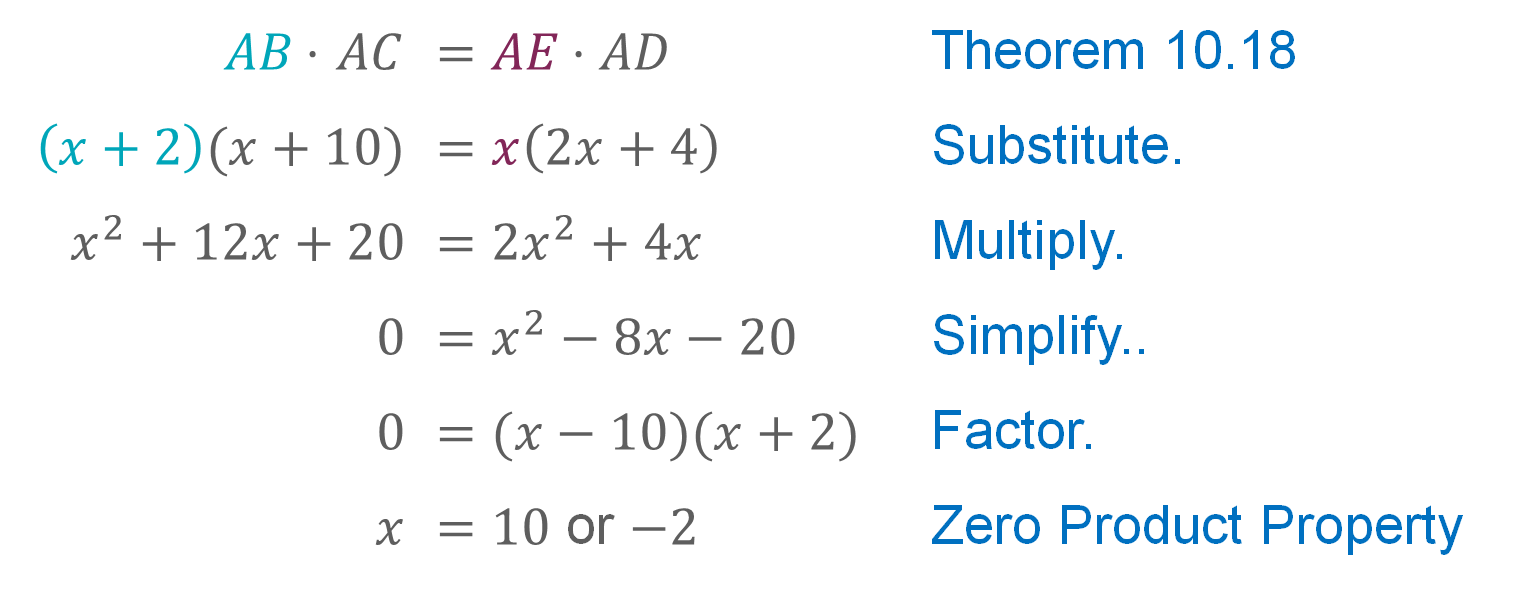 AB · AC = AE · AD Theorem 10.18
(x + 2)(x + 10) = x(2x + 4) Substitute.
x² + 12x + 20 = 2x² + 4x Multiply.
0 = x² − 8x − 20 Simplify..
0 = (x − 10)(x + 2) Factor.
x = 10 or −2 Zero Product Property